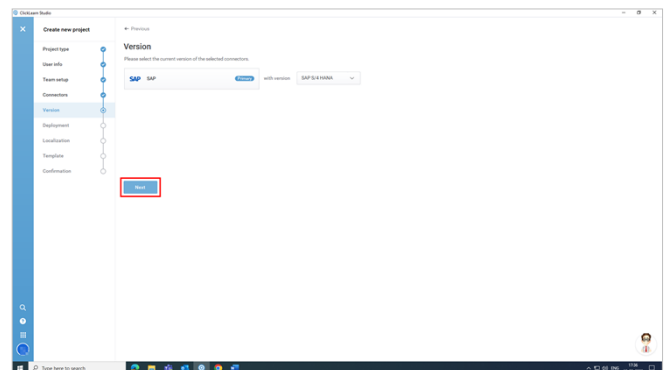 ClickLearn Studio
Create new project
Project type
User info
Team setup
Connectors
Version
Deployment
Localization
Template
Confirmation
← Previous
Version
Please select the current version of the selected connectors.
SAP SAP Primary with version SAP S/4 HANA
Next
Type here to search
ENG 17:58